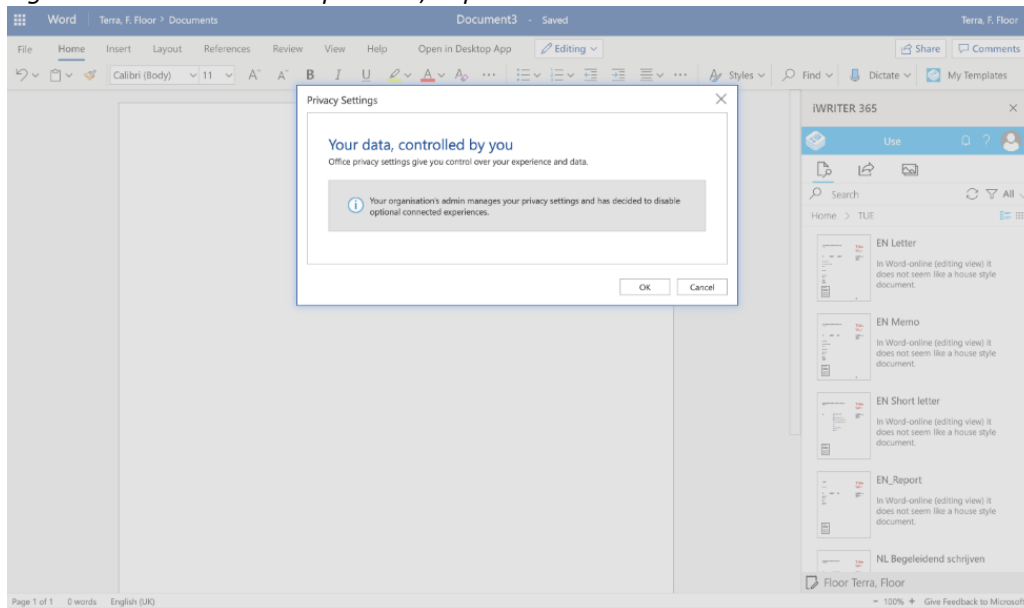 Word Terra, F. Floor > Documents Document3 - Saved Terra, F. Floor
File Home Insert Layout References Review View Help Open in Desktop App Editing Share Comments
Calibri (Body) 11 A A B I U A A ... ... Styles Find Dictate My Templates
Privacy Settings
Your data, controlled by you
Office privacy settings give you control over your experience and data.
Your organisation's admin manages your privacy settings and has decided to disable
optional connected experiences.
OK Cancel
iWRITER 365
Use
Search All
Home > TUE
EN Letter
In Word-online (editing view) it
does not seem like a house style
document.
EN Memo
In Word-online (editing view) it
does not seem like a house style
document.
EN Short letter
In Word-online (editing view) it
does not seem like a house style
document.
EN_Report
In Word-online (editing view) it
does not seem like a house style
document.
NL Begeleidend schrijven
Floor Terra, Floor
Page 1 of 1 0 words English (UK) - 100% + Give Feedback to Microsoft